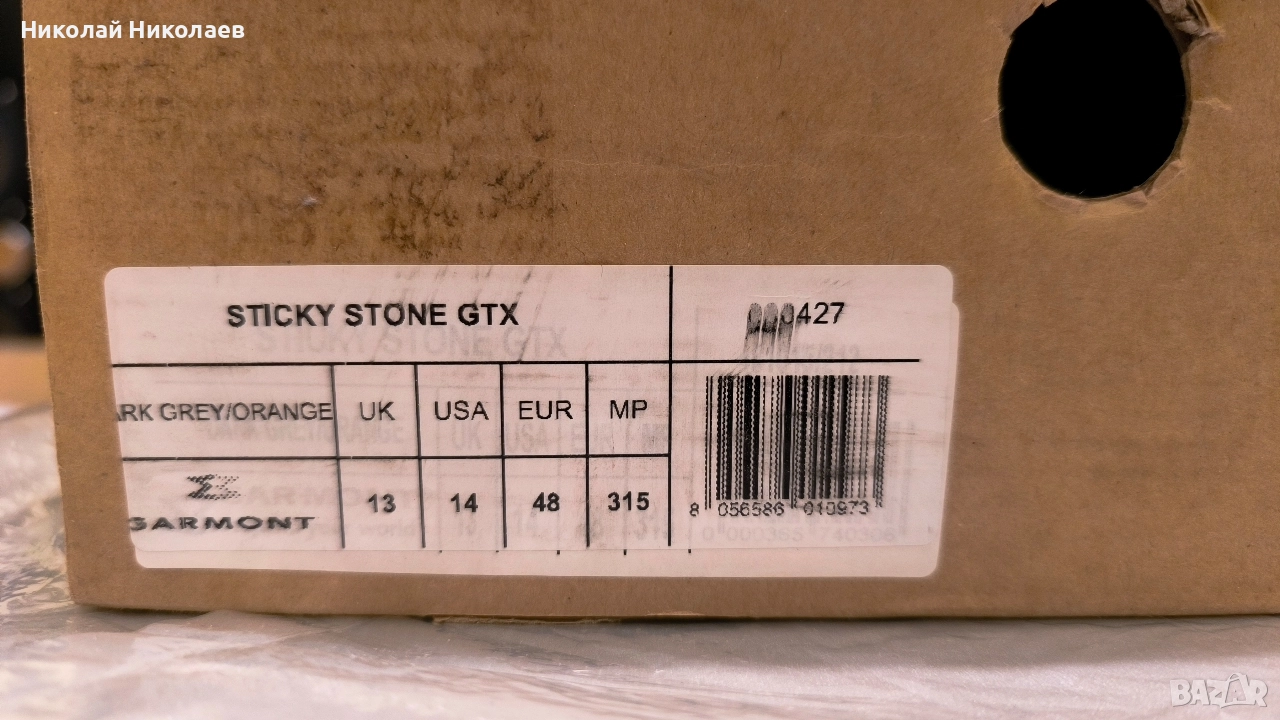 Николай Николаев
STICKY STONE GTX
427
ARK GREY/ORANGE UK USA EUR MP
GARMONT 13 14 48 315
8 056586 010973
BAZAR